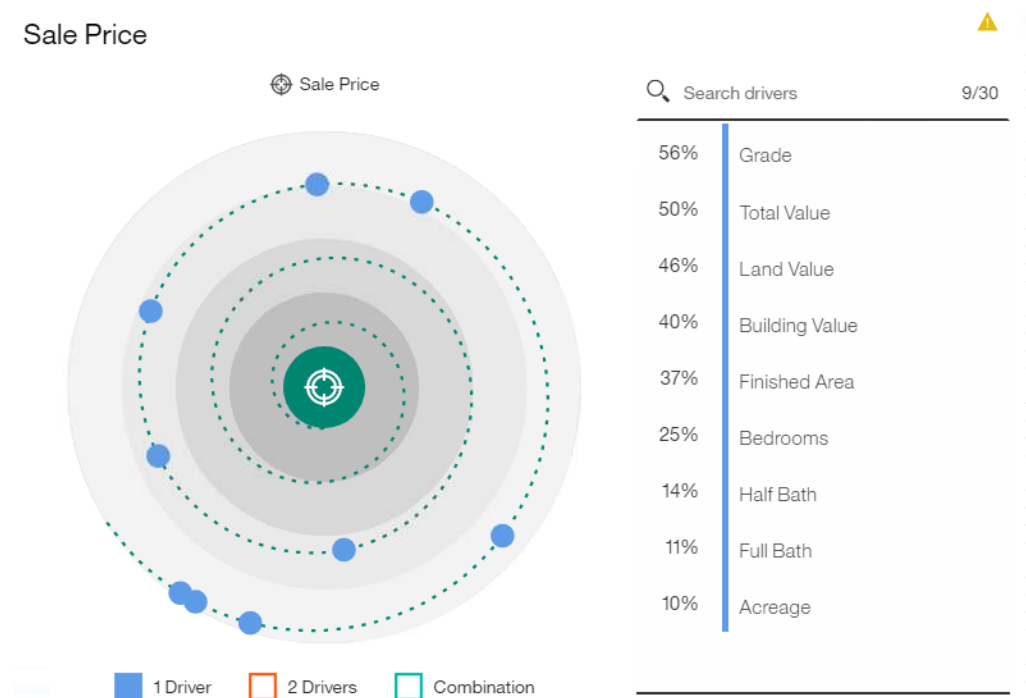 Sale Price
Sale Price
Search drivers 9/30
56% Grade
50% Total Value
46% Land Value
40% Building Value
37% Finished Area
25% Bedrooms
14% Half Bath
11% Full Bath
10% Acreage
1 Driver 2 Drivers Combination